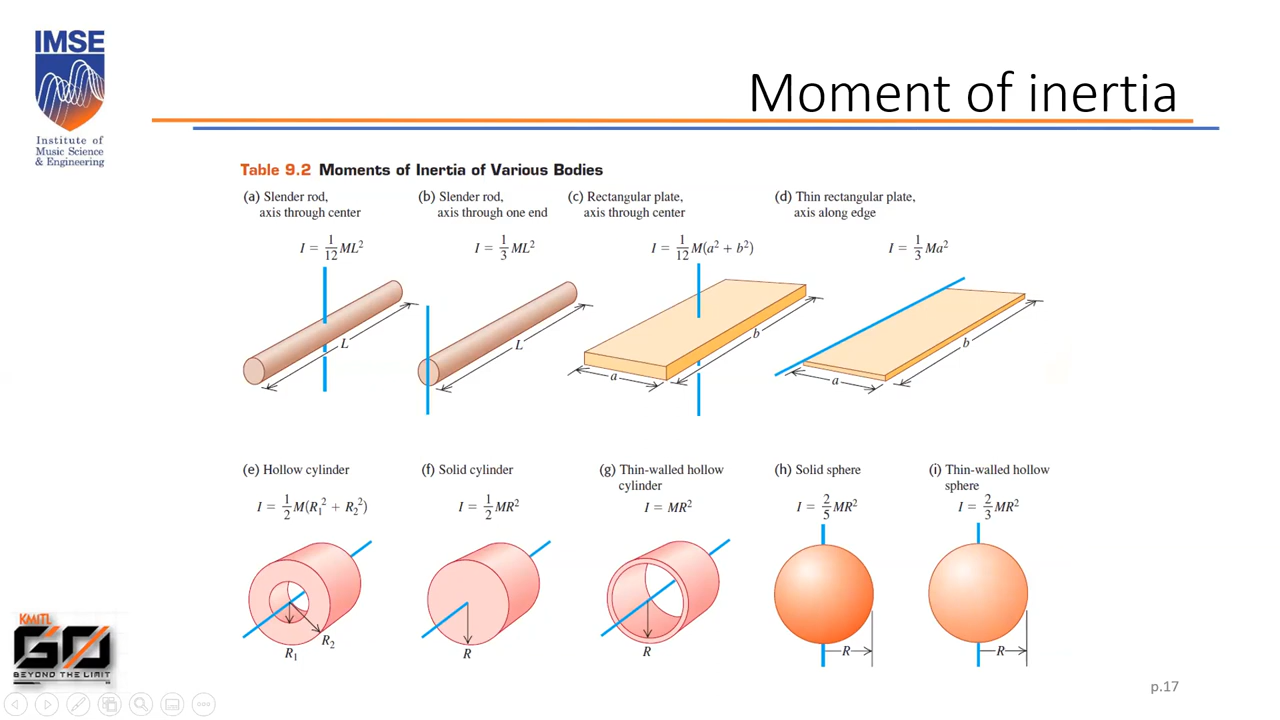 IMSE
Institute of
Music Science
& Engineering
Moment of inertia
Table 9.2 Moments of Inertia of Various Bodies
(a) Slender rod,
axis through center
I = 1/12 ML²
L
(b) Slender rod,
axis through one end
I = 1/3 ML²
L
(c) Rectangular plate,
axis through center
I = 1/12 M(a² + b²)
b
a
(d) Thin rectangular plate,
axis along edge
I = 1/3 Ma²
b
a
(e) Hollow cylinder
I = 1/2 M(R₁² + R₂²)
R₂
R₁
(f) Solid cylinder
I = 1/2 MR²
R
(g) Thin-walled hollow
cylinder
I = MR²
R
(h) Solid sphere
I = 2/5 MR²
R
(i) Thin-walled hollow
sphere
I = 2/3 MR²
R
KMITL
GO
BEYOND THE LIMIT
p.17